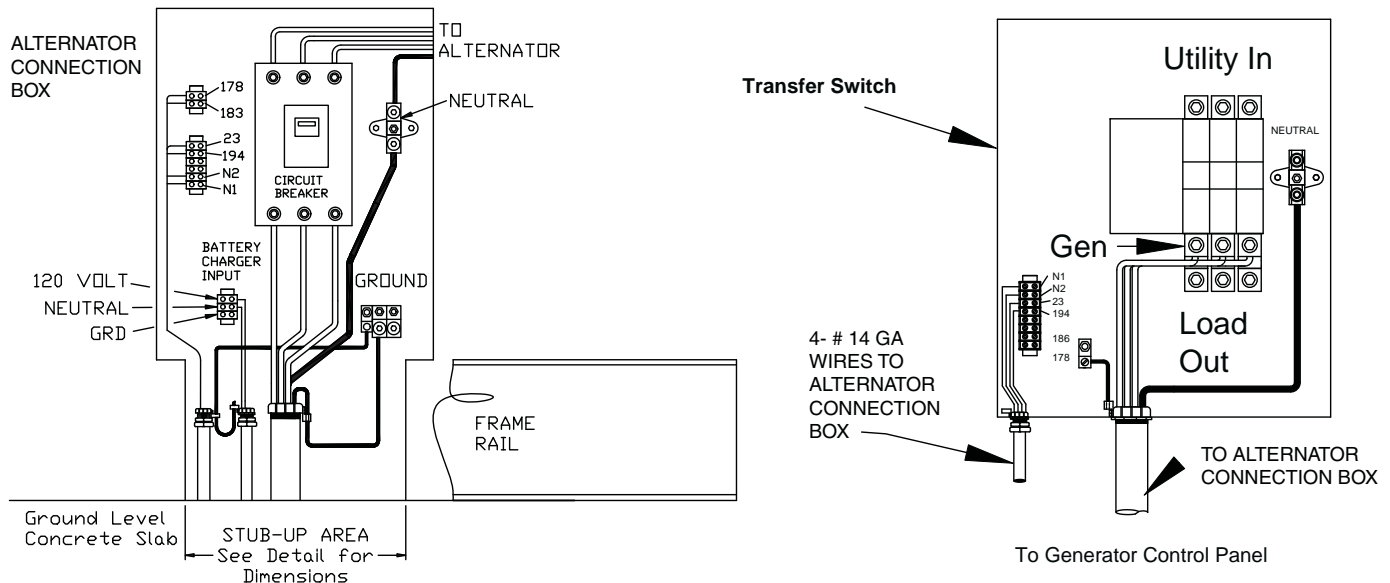 ALTERNATOR
CONNECTION
BOX
TO
ALTERNATOR
178
183
NEUTRAL
23
194
N2
N1
CIRCUIT
BREAKER
BATTERY
CHARGER
INPUT
120 VOLT
NEUTRAL
GRD
GROUND
FRAME
RAIL
Ground Level
Concrete Slab
STUB-UP AREA
See Detail for
Dimensions
Transfer Switch
Utility In
NEUTRAL
Gen
N1
N2
23
194
186
178
Load
Out
4- # 14 GA
WIRES TO
ALTERNATOR
CONNECTION
BOX
TO ALTERNATOR
CONNECTION BOX
To Generator Control Panel